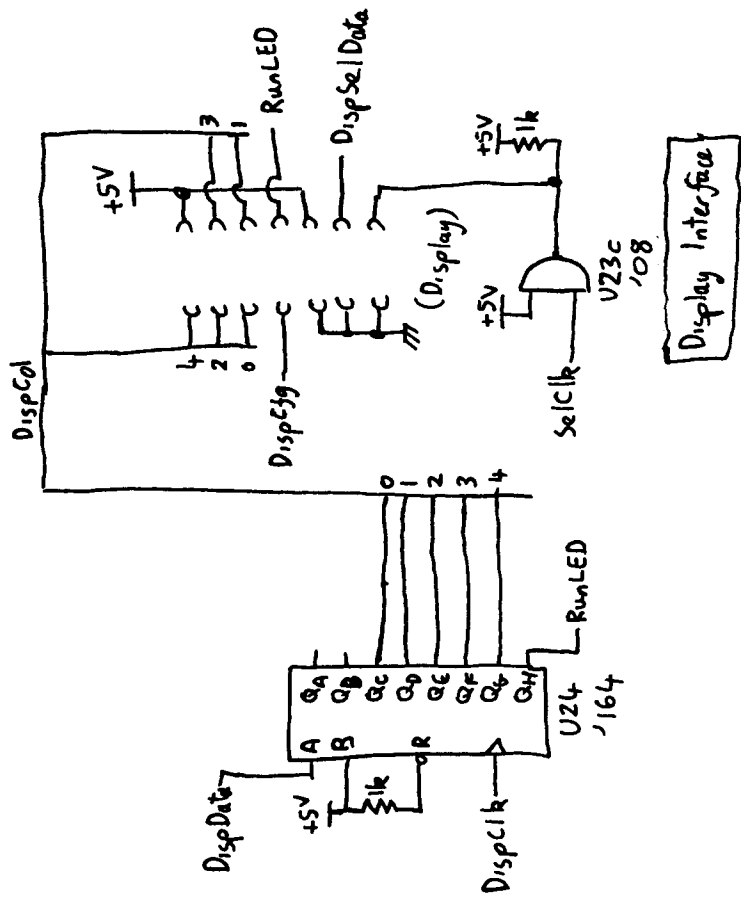 DispData
+5V
1k
DispClk
A
B
R
QA
QB
QC
QD
QE
QF
QG
QH
U24
'164
RunLED
0
1
2
3
4
DispCol
4
2
0
DispCfg
+5V
3
1
RunLED
DispSelData
(Display)
+5V
SelClk
U23c
'08
+5V
1k
Display Interface